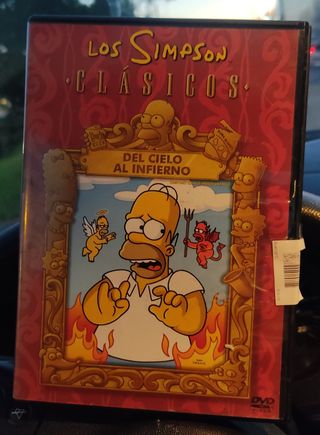 LOS SIMPSON
CLÁSICOS
DEL CIELO
AL INFIERNO
DVD